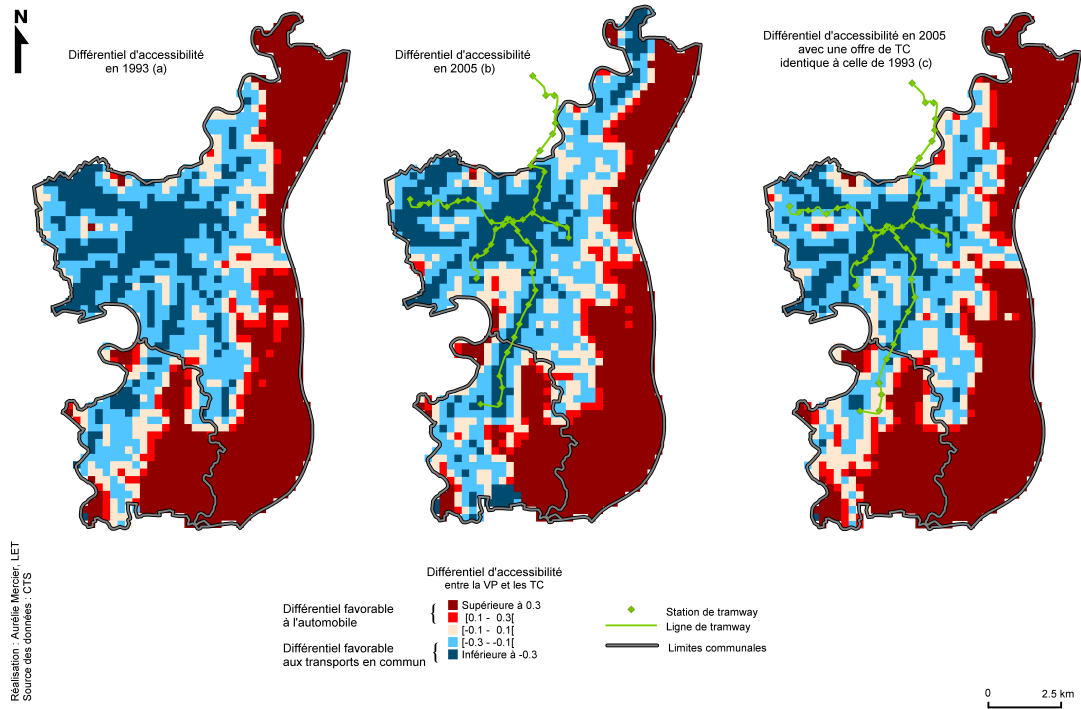 N
Différentiel d'accessibilité
en 1993 (a)
Différentiel d'accessibilité
en 2005 (b)
Différentiel d'accessibilité en 2005
avec une offre de TC
identique à celle de 1993 (c)
Différentiel d'accessibilité
entre la VP et les TC
Différentiel favorable
à l'automobile
{
Différentiel favorable
aux transports en commun
{
Supérieure à 0.3
[0.1 - 0.3[
[-0.1 - 0.1[
[-0.3 - -0.1[
Inférieure à -0.3
Station de tramway
Ligne de tramway
Limites communales
Réalisation : Aurélie Mercier, LET
Source des données : CTS
0 2.5 km